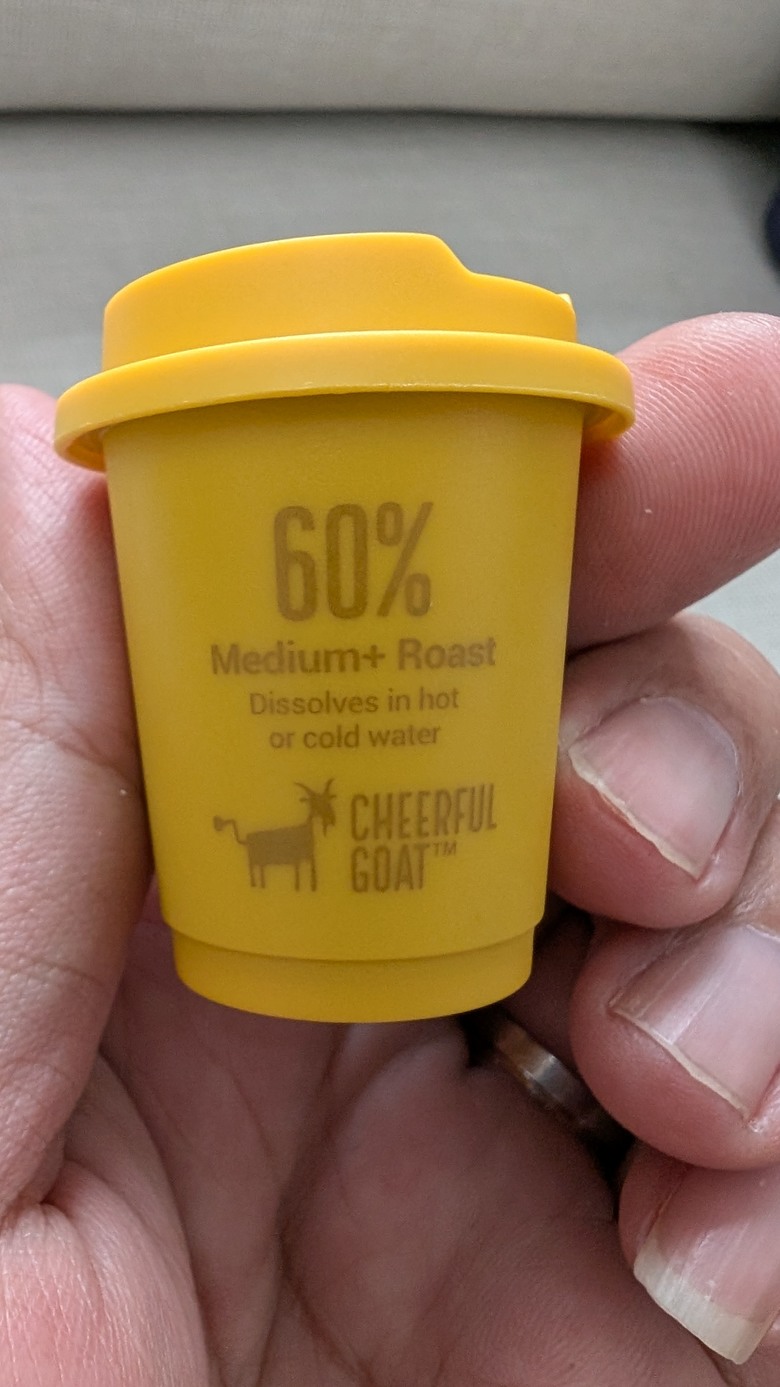 60%
Medium+ Roast
Dissolves in hot
or cold water
CHEERFUL
GOAT™